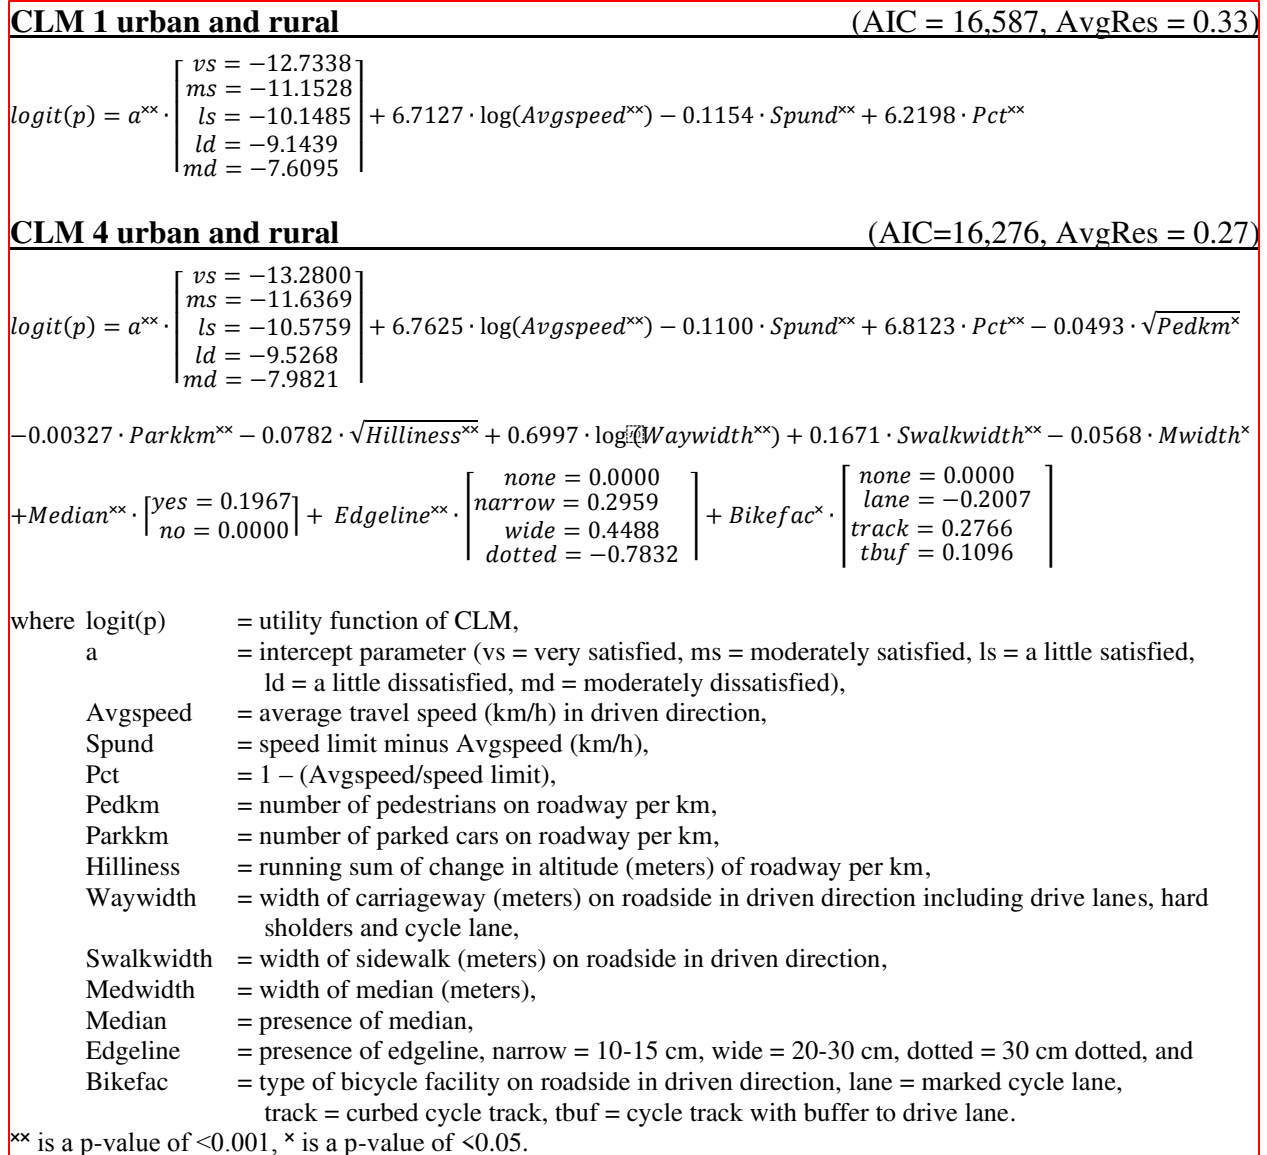 CLM 1 urban and rural (AIC = 16,587, AvgRes = 0.33)
logit(p) = a^xx · [vs = −12.7338
ms = −11.1528
ls = −10.1485
ld = −9.1439
md = −7.6095] + 6.7127 · log(Avgspeed^xx) − 0.1154 · Spund^xx + 6.2198 · Pct^xx
CLM 4 urban and rural (AIC=16,276, AvgRes = 0.27)
logit(p) = a^xx · [vs = −13.2800
ms = −11.6369
ls = −10.5759
ld = −9.5268
md = −7.9821] + 6.7625 · log(Avgspeed^xx) − 0.1100 · Spund^xx + 6.8123 · Pct^xx − 0.0493 · √Pedkm^x
−0.00327 · Parkkm^xx − 0.0782 · √Hilliness^xx + 0.6997 · log(Waywidth^xx) + 0.1671 · Swalkwidth^xx − 0.0568 · Mwidth^x
+Median^xx · [yes = 0.1967
no = 0.0000] + Edgeline^xx · [none = 0.0000
narrow = 0.2959
wide = 0.4488
dotted = −0.7832] + Bikefac^x · [none = 0.0000
lane = −0.2007
track = 0.2766
tbuf = 0.1096]
where logit(p) = utility function of CLM,
a = intercept parameter (vs = very satisfied, ms = moderately satisfied, ls = a little satisfied,
ld = a little dissatisfied, md = moderately dissatisfied),
Avgspeed = average travel speed (km/h) in driven direction,
Spund = speed limit minus Avgspeed (km/h),
Pct = 1 – (Avgspeed/speed limit),
Pedkm = number of pedestrians on roadway per km,
Parkkm = number of parked cars on roadway per km,
Hilliness = running sum of change in altitude (meters) of roadway per km,
Waywidth = width of carriageway (meters) on roadside in driven direction including drive lanes, hard
sholders and cycle lane,
Swalkwidth = width of sidewalk (meters) on roadside in driven direction,
Medwidth = width of median (meters),
Median = presence of median,
Edgeline = presence of edgeline, narrow = 10-15 cm, wide = 20-30 cm, dotted = 30 cm dotted, and
Bikefac = type of bicycle facility on roadside in driven direction, lane = marked cycle lane,
track = curbed cycle track, tbuf = cycle track with buffer to drive lane.
^xx is a p-value of <0.001, ^x is a p-value of <0.05.